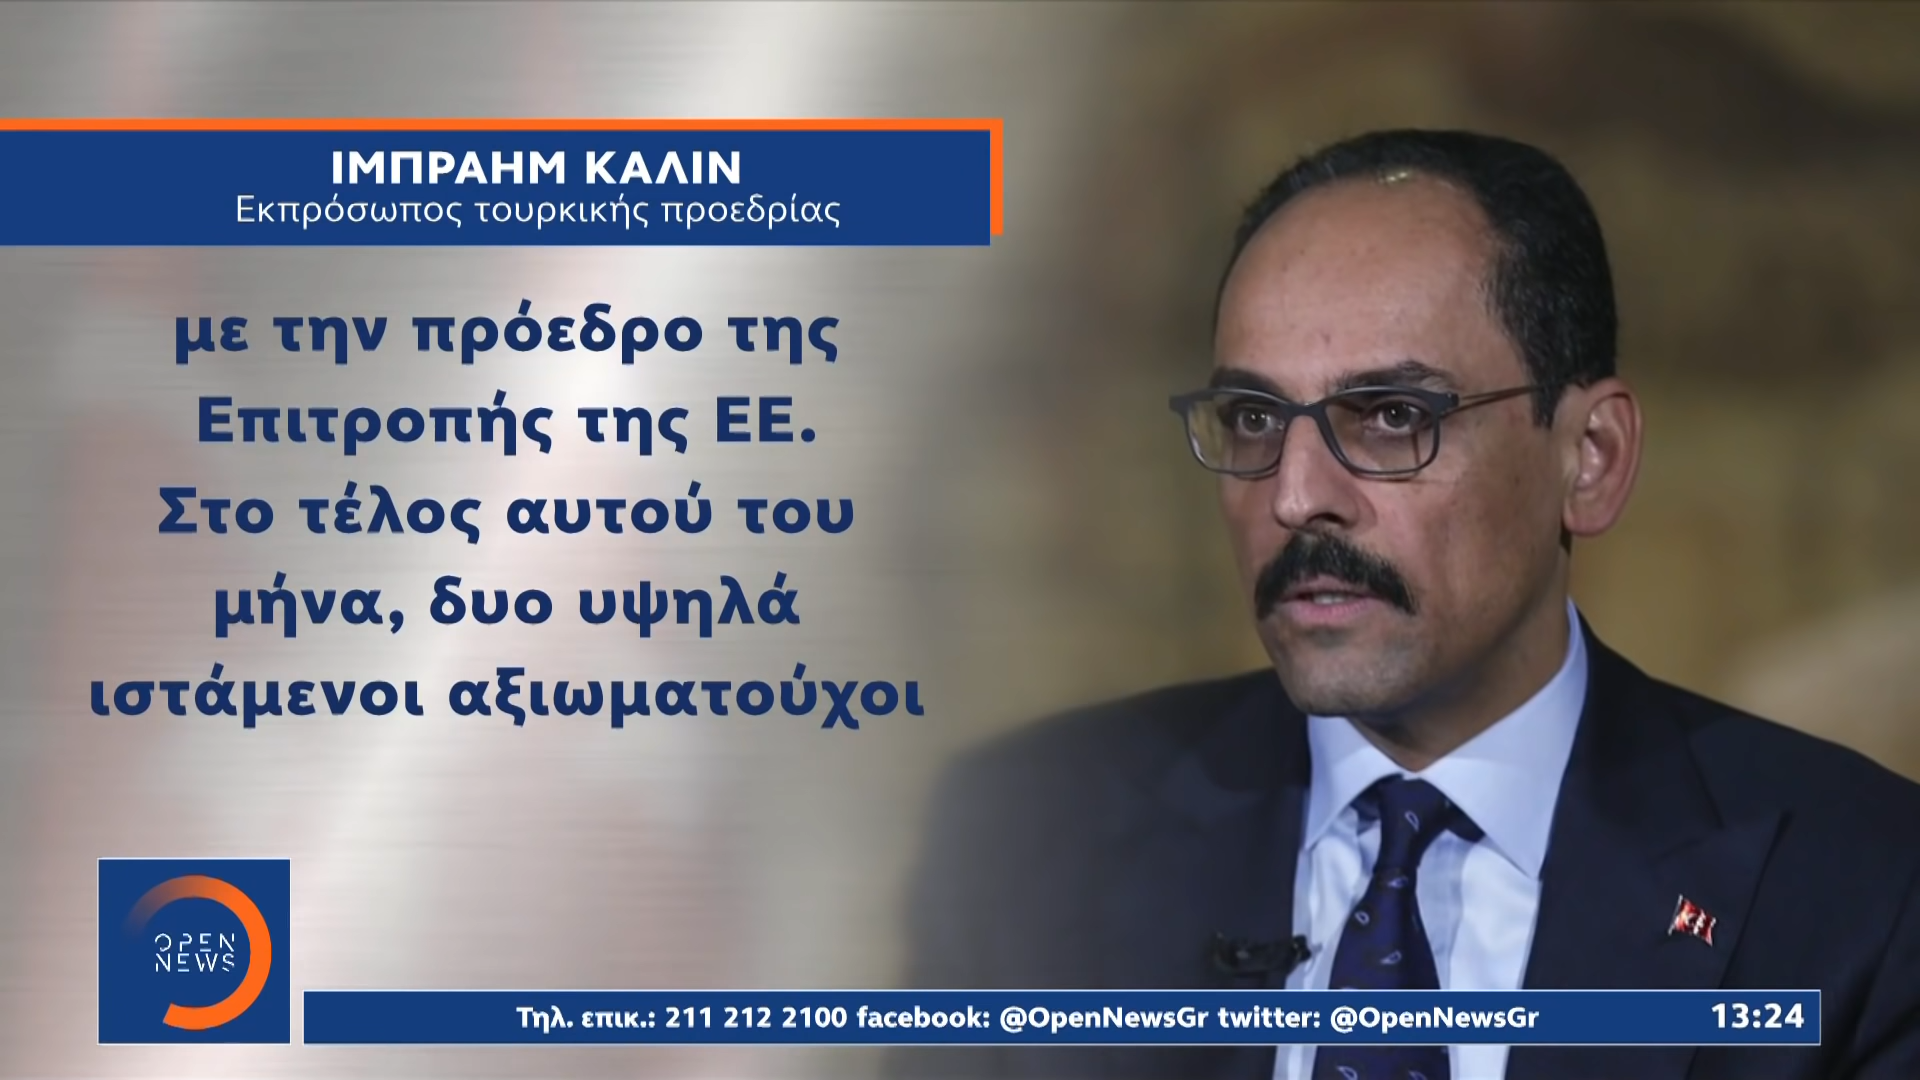 ΙΜΠΡΑΗΜ ΚΑΛΙΝ
Εκπρόσωπος τουρκικής προεδρίας
με την πρόεδρο της
Επιτροπής της ΕΕ.
Στο τέλος αυτού του
μήνα, δυο υψηλά
ιστάμενοι αξιωματούχοι
OPEN
NEWS
Τηλ. επικ.: 211 212 2100 facebook: @OpenNewsGr twitter: @OpenNewsGr
13:24